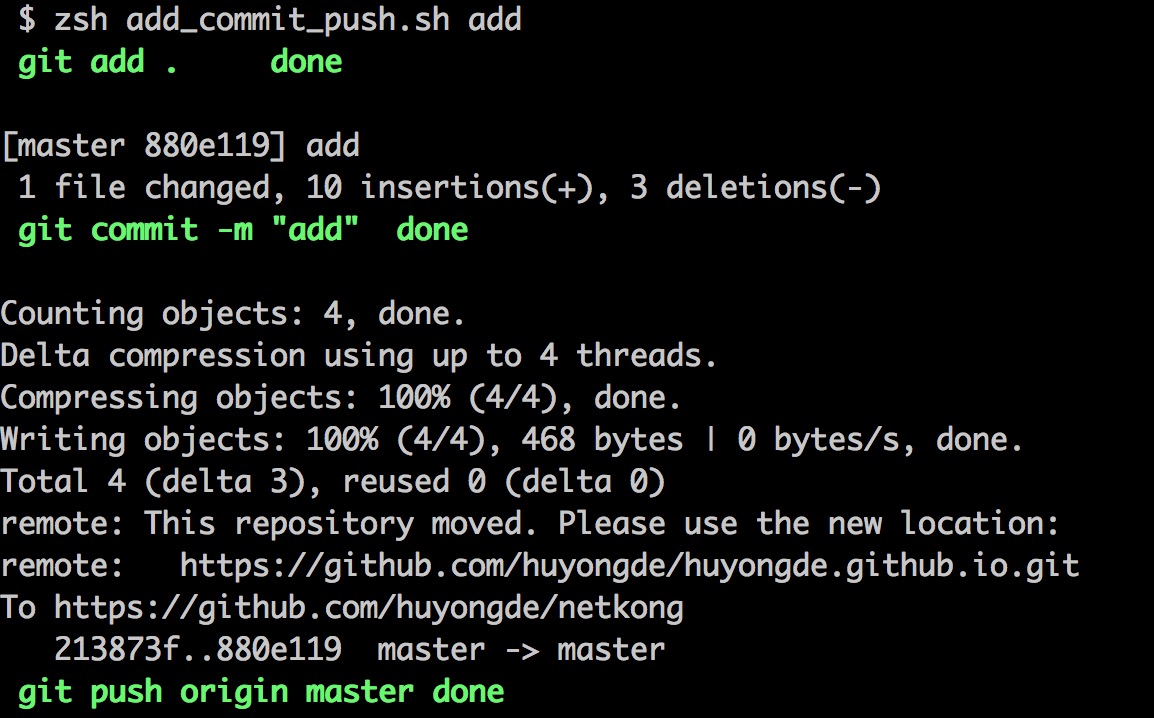 $ zsh add_commit_push.sh add
git add .     done
[master 880e119] add
1 file changed, 10 insertions(+), 3 deletions(-)
git commit -m "add"  done
Counting objects: 4, done.
Delta compression using up to 4 threads.
Compressing objects: 100% (4/4), done.
Writing objects: 100% (4/4), 468 bytes | 0 bytes/s, done.
Total 4 (delta 3), reused 0 (delta 0)
remote: This repository moved. Please use the new location:
remote:   https://github.com/huyongde/huyongde.github.io.git
To https://github.com/huyongde/netkong
213873f..880e119  master -> master
git push origin master done